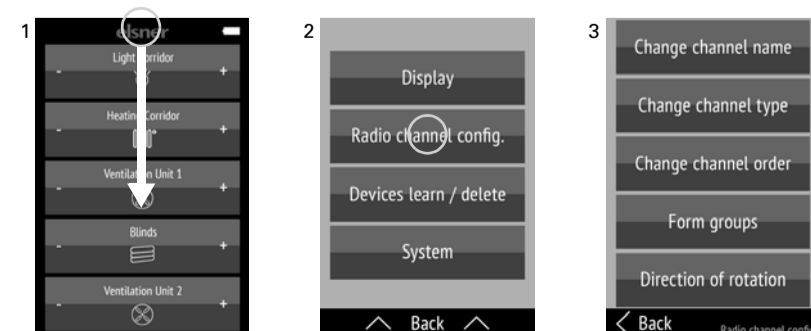 1
elsner
Light Corridor
- +
Heating Corridor
- +
Ventilation Unit 1
- +
Blinds
- +
Ventilation Unit 2
- +
2
Display
Radio channel config.
Devices learn / delete
System
Back
3
Change channel name
Change channel type
Change channel order
Form groups
Direction of rotation
< Back
Radio channel